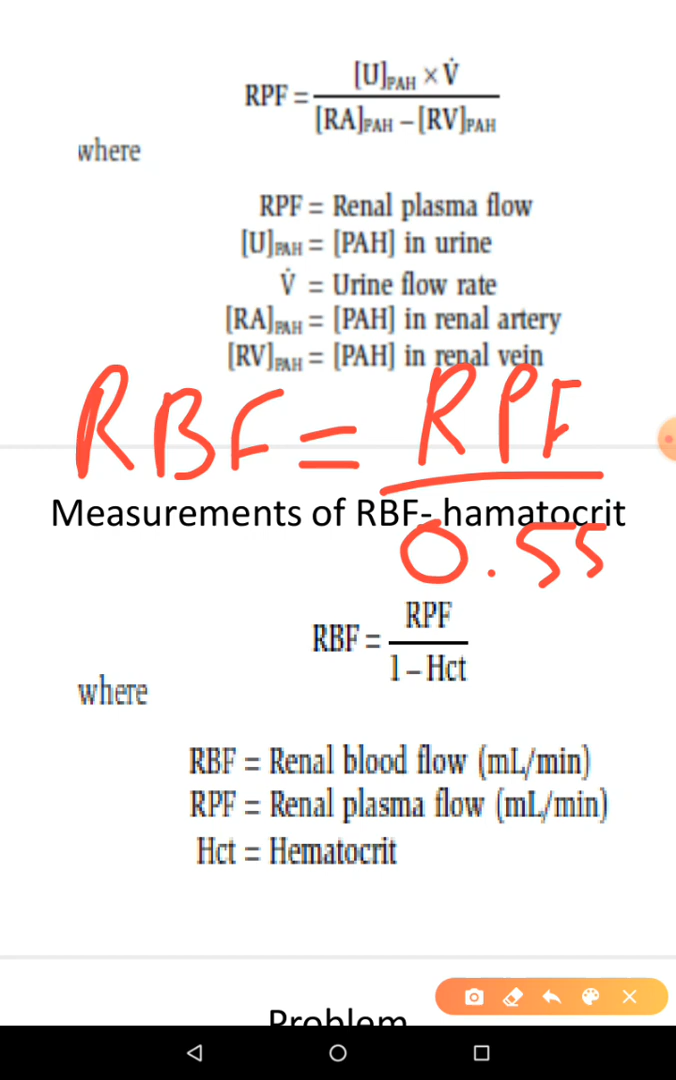 RPF = [U]PAH × V̇ / [RA]PAH – [RV]PAH
where
RPF = Renal plasma flow
[U]PAH = [PAH] in urine
V̇ = Urine flow rate
[RA]PAH = [PAH] in renal artery
[RV]PAH = [PAH] in renal vein
RBF = RPF / 0.55
Measurements of RBF- hamatocrit
RBF = RPF / 1 – Hct
where
RBF = Renal blood flow (mL/min)
RPF = Renal plasma flow (mL/min)
Hct = Hematocrit
Problem